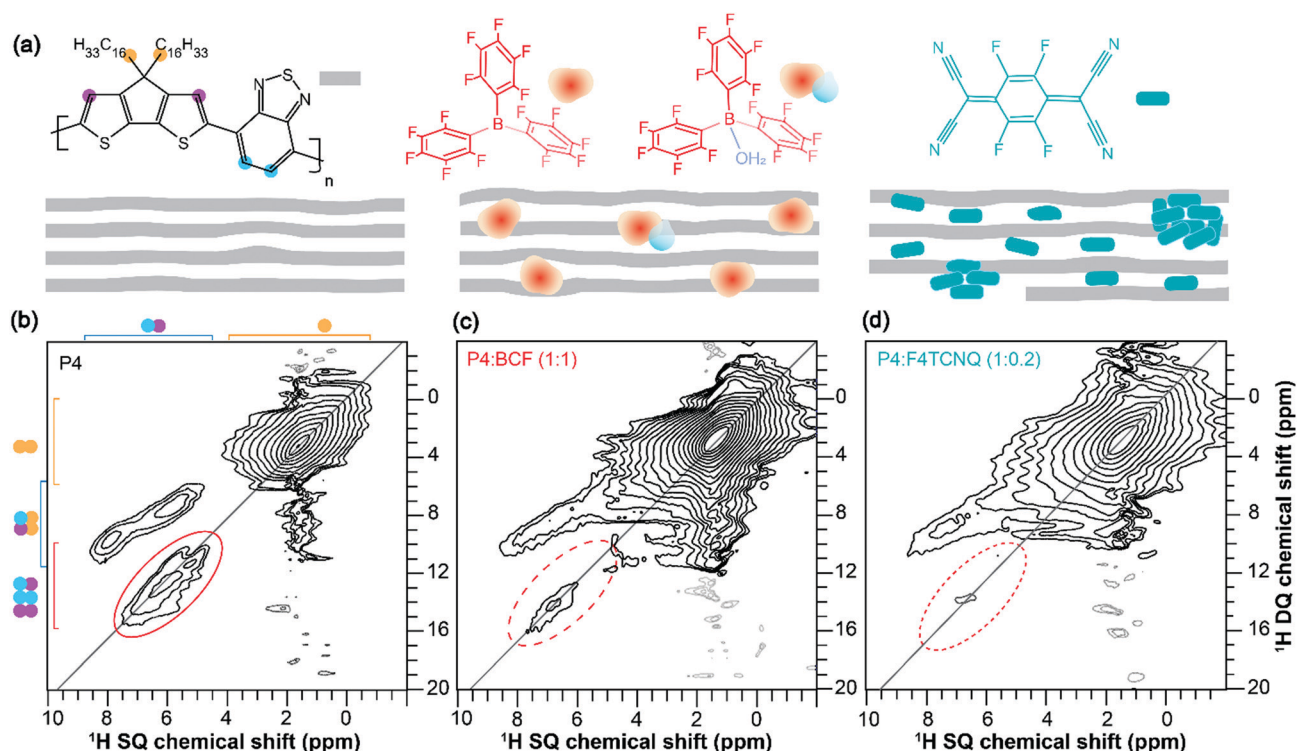 (a)
H₃₃C₁₆ C₁₆H₃₃
S
N N
S S
n
F F F F F
F F F F F
F F F F F
B
F F F F F
F F F F F
F F F F F
B
OH₂
N N
F F
F F
N N
(b) (c) (d)
P4
P4:BCF (1:1)
P4:F4TCNQ (1:0.2)
0
4
8
12
16
20
10 8 6 4 2 0
10 8 6 4 2 0
10 8 6 4 2 0
¹H SQ chemical shift (ppm)
¹H SQ chemical shift (ppm)
¹H SQ chemical shift (ppm)
¹H DQ chemical shift (ppm)